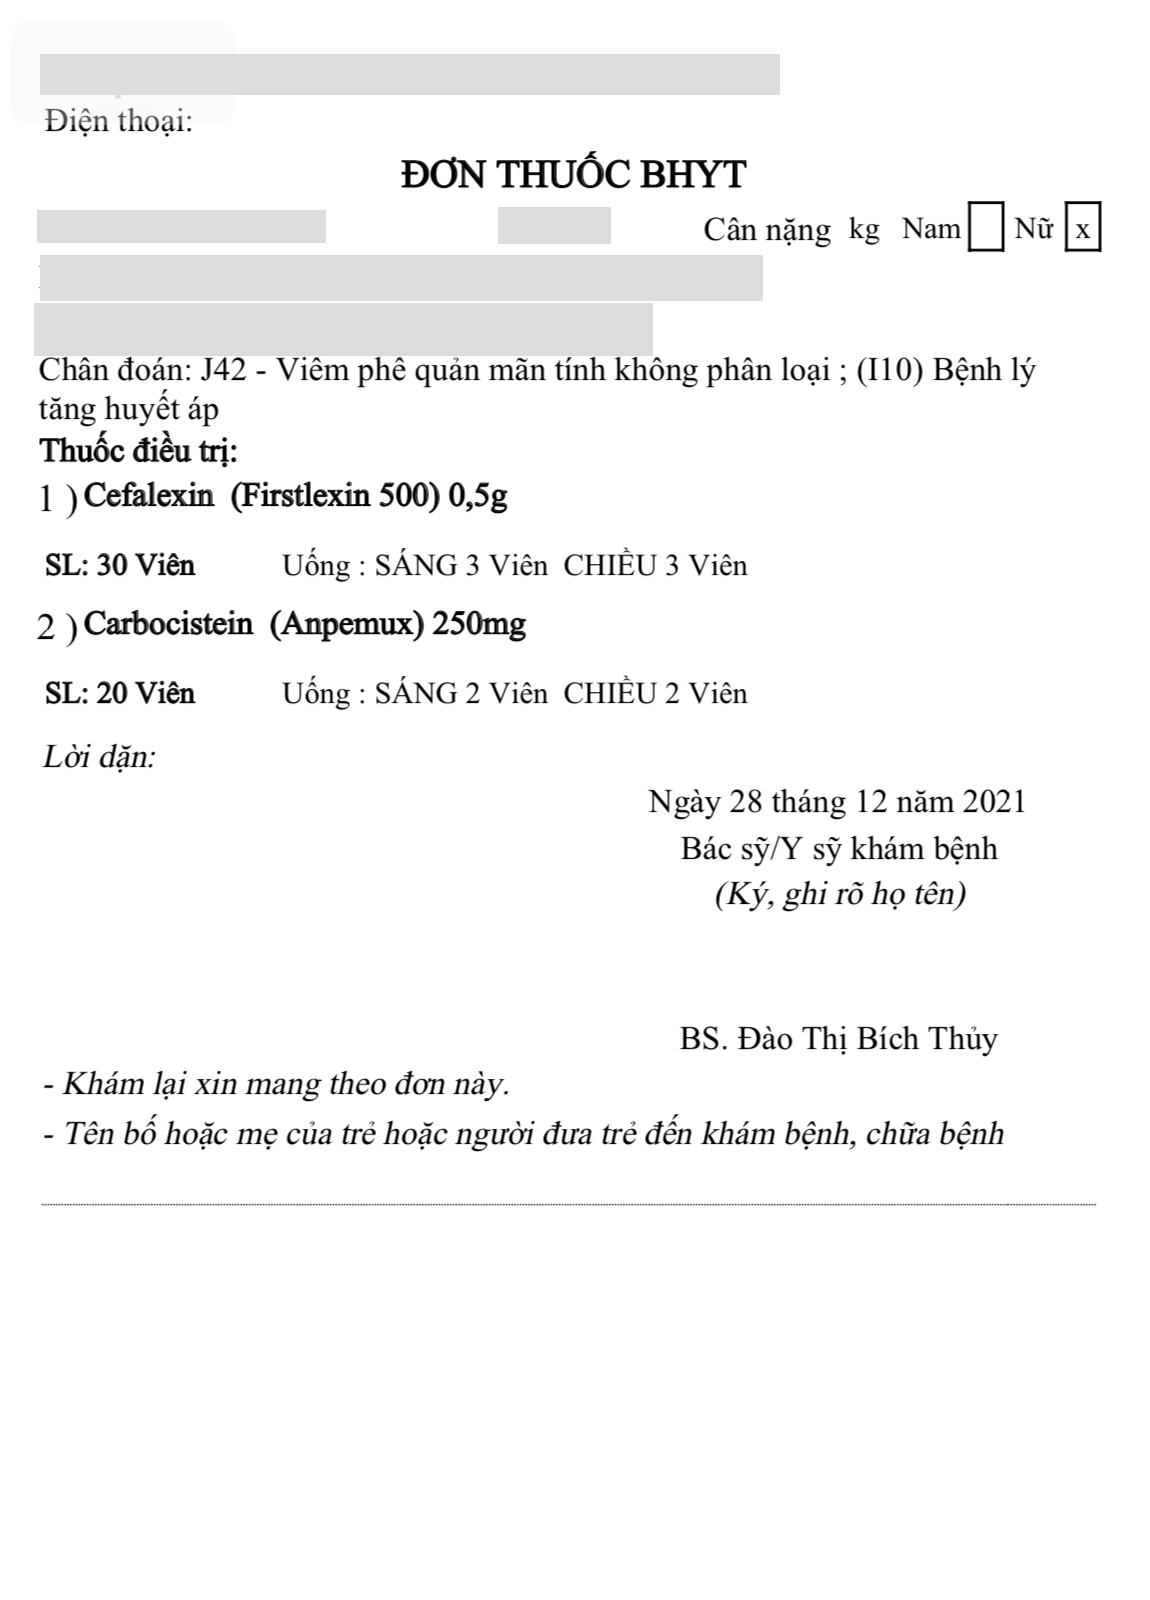 Điện thoại:
ĐƠN THUỐC BHYT
Cân nặng kg Nam Nữ x
Chân đoán: J42 - Viêm phê quản mãn tính không phân loại ; (I10) Bệnh lý
tăng huyết áp
Thuốc điều trị:
1 ) Cefalexin (Firstlexin 500) 0,5g
SL: 30 Viên Uống : SÁNG 3 Viên CHIỀU 3 Viên
2 ) Carbocistein (Anpemux) 250mg
SL: 20 Viên Uống : SÁNG 2 Viên CHIỀU 2 Viên
Lời dặn:
Ngày 28 tháng 12 năm 2021
Bác sỹ/Y sỹ khám bệnh
(Ký, ghi rõ họ tên)
BS. Đào Thị Bích Thủy
- Khám lại xin mang theo đơn này.
- Tên bố hoặc mẹ của trẻ hoặc người đưa trẻ đến khám bệnh, chữa bệnh